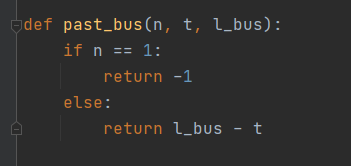 def past_bus(n, t, l_bus):
    if n == 1:
        return -1
    else:
        return l_bus - t